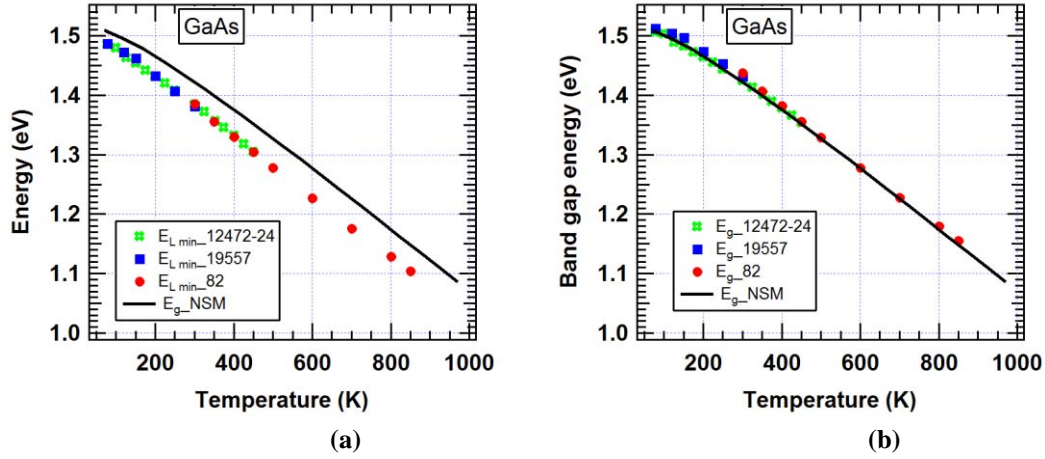 GaAs
1.5
1.4
1.3
1.2
1.1
1.0
Energy (eV)
E_L min_12472-24
E_L min_19557
E_L min_82
E_g_NSM
200 400 600 800 1000
Temperature (K)
(a)
GaAs
1.5
1.4
1.3
1.2
1.1
1.0
Band gap energy (eV)
E_g_12472-24
E_g_19557
E_g_82
E_g_NSM
200 400 600 800 1000
Temperature (K)
(b)